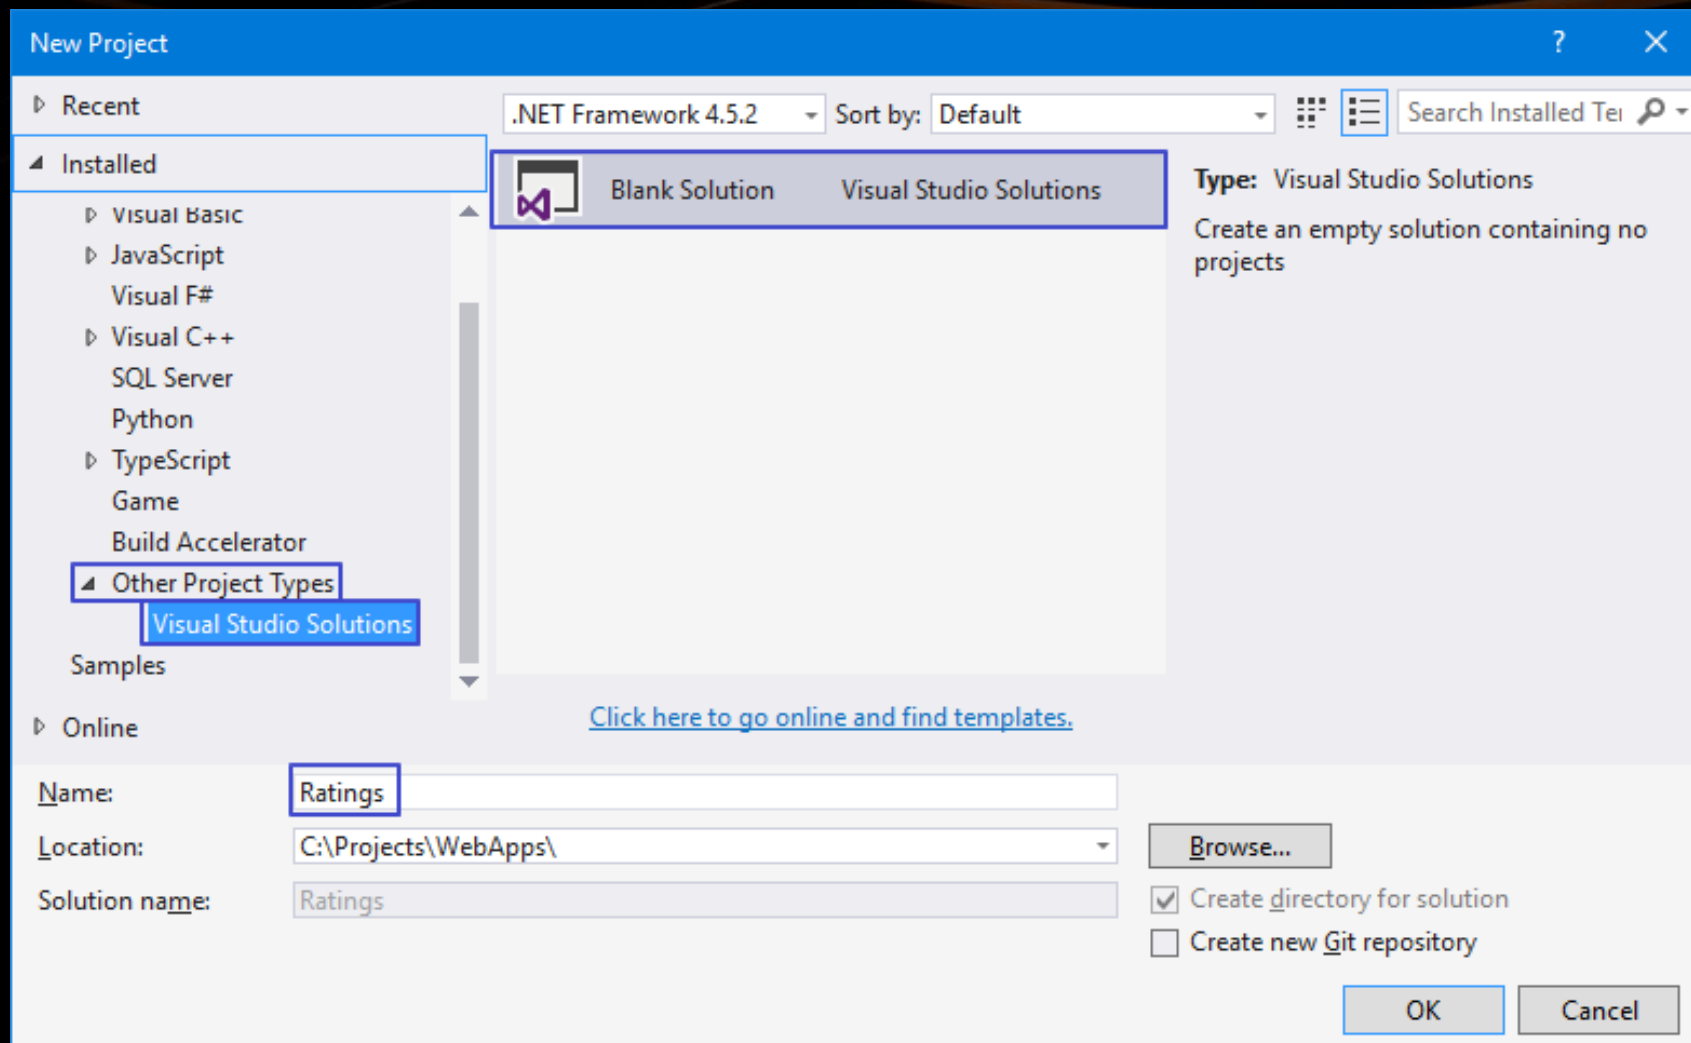 New Project
?
Recent
Installed
.NET Framework 4.5.2
Sort by:
Default
Search Installed Te
Visual Basic
JavaScript
Visual F#
Visual C++
SQL Server
Python
TypeScript
Game
Build Accelerator
Other Project Types
Visual Studio Solutions
Samples
Online
Blank Solution
Visual Studio Solutions
Click here to go online and find templates.
Type: Visual Studio Solutions
Create an empty solution containing no
projects
Name:
Ratings
Location:
C:\Projects\WebApps\
Browse...
Solution name:
Ratings
Create directory for solution
Create new Git repository
OK
Cancel